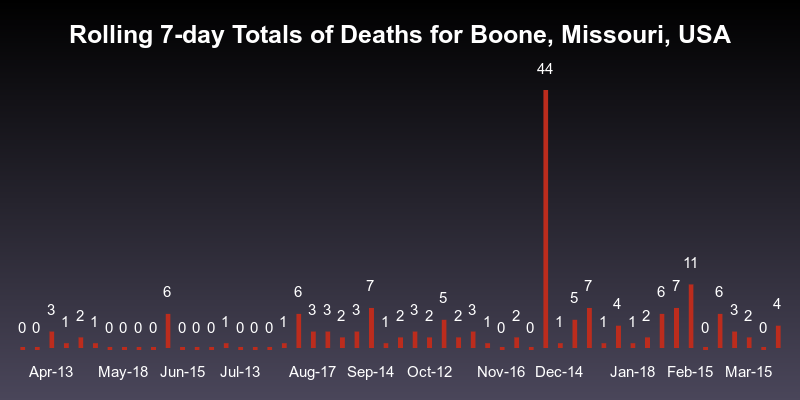 Rolling 7-day Totals of Deaths for Boone, Missouri, USA
0 0 3 1 2 1 0 0 0 0 6 0 0 0 1 0 0 0 1 6 3 3 2 3 7 1 2 3 2 5 2 3 1 0 2 0 44 1 5 7 1 4 1 2 6 7 11 0 6 3 2 0 4
Apr-13 May-18 Jun-15 Jul-13 Aug-17 Sep-14 Oct-12 Nov-16 Dec-14 Jan-18 Feb-15 Mar-15